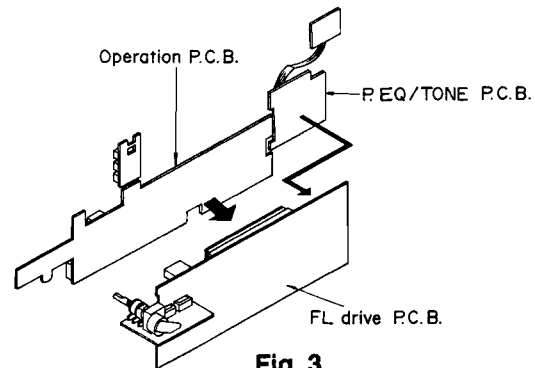 Operation P.C.B.
P.EQ/TONE P.C.B.
FL drive P.C.B.
Fig. 3